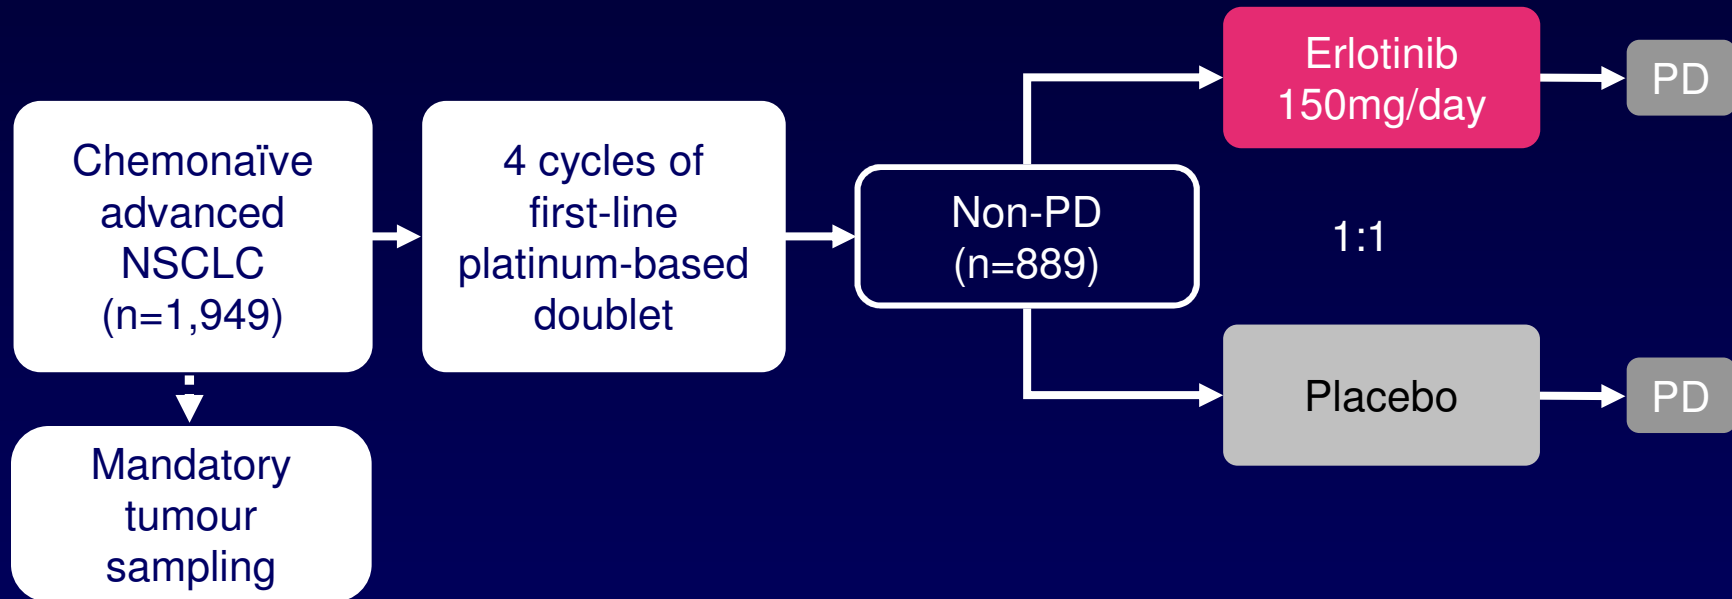 Chemonaïve
advanced
NSCLC
(n=1,949)
Mandatory
tumour
sampling
4 cycles of
first-line
platinum-based
doublet
Non-PD
(n=889)
Erlotinib
150mg/day
PD
1:1
Placebo
PD